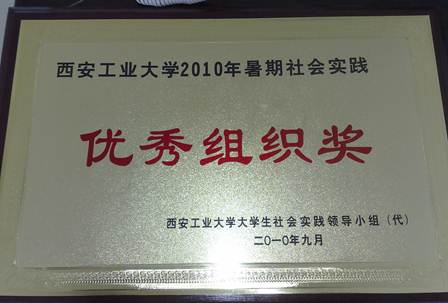 西安工业大学2010年暑期社会实践
优秀组织奖
西安工业大学大学生社会实践领导小组（代）
二〇一〇年九月